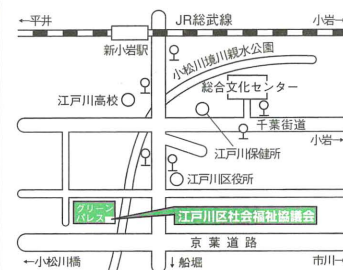 ←平井
JR総武線
小岩→
新小岩駅
小松川境川親水公園
総合文化センター
江戸川高校
千葉街道
小岩→
江戸川保健所
江戸川区役所
グリーン
パレス
江戸川区社会福祉協議会
京葉道路
←小松川橋
↓船堀
市川→